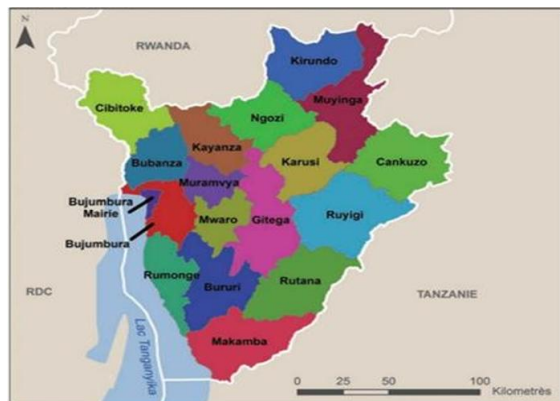 N
RWANDA
Kirundo
Muyinga
Cibitoke
Ngozi
Kayanza
Karusi
Bubanza
Cankuzo
Muramvya
Bujumbura
Mairie
Mwaro
Gitega
Ruyigi
Bujumbura
Rumonge
Bururi
Rutana
RDC
TANZANIE
Makamba
Lac Tanganyika
0 25 50 100
Kilometrès